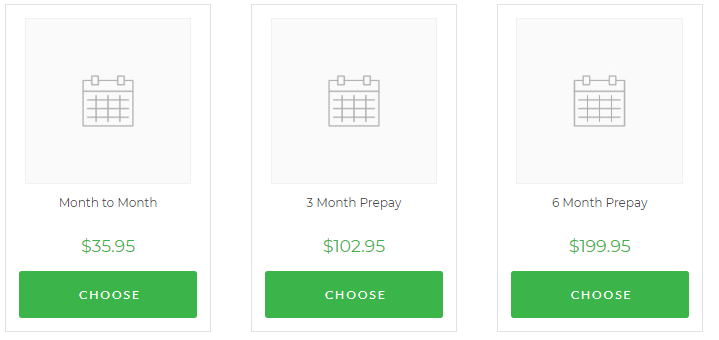 Month to Month
$35.95
CHOOSE
3 Month Prepay
$102.95
CHOOSE
6 Month Prepay
$199.95
CHOOSE